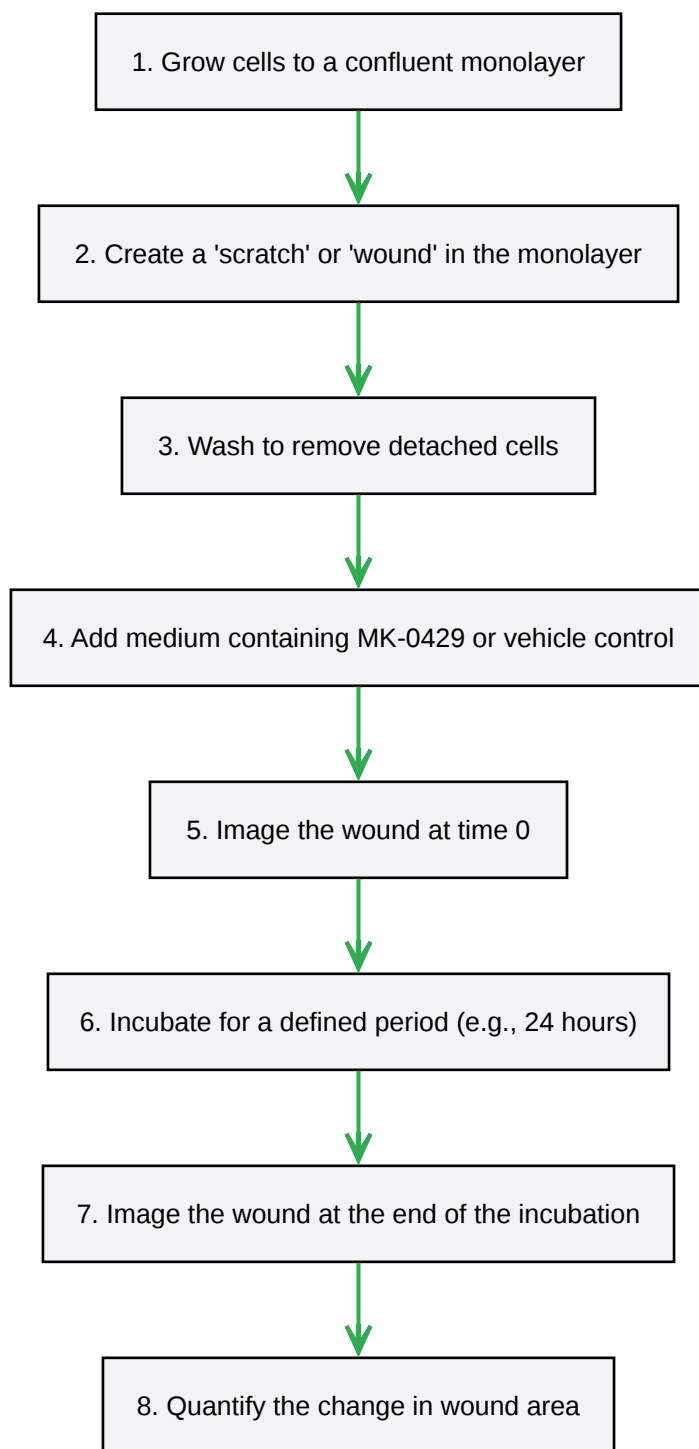 1. Grow cells to a confluent monolayer
2. Create a 'scratch' or 'wound' in the monolayer
3. Wash to remove detached cells
4. Add medium containing MK-0429 or vehicle control
5. Image the wound at time 0
6. Incubate for a defined period (e.g., 24 hours)
7. Image the wound at the end of the incubation
8. Quantify the change in wound area